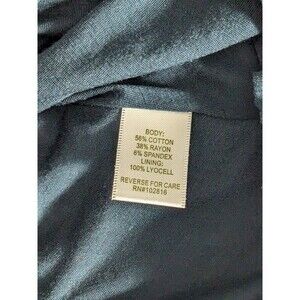 BODY:
56% COTTON
38% RAYON
6% SPANDEX
LINING:
100% LYOCELL
REVERSE FOR CARE
RN#102816